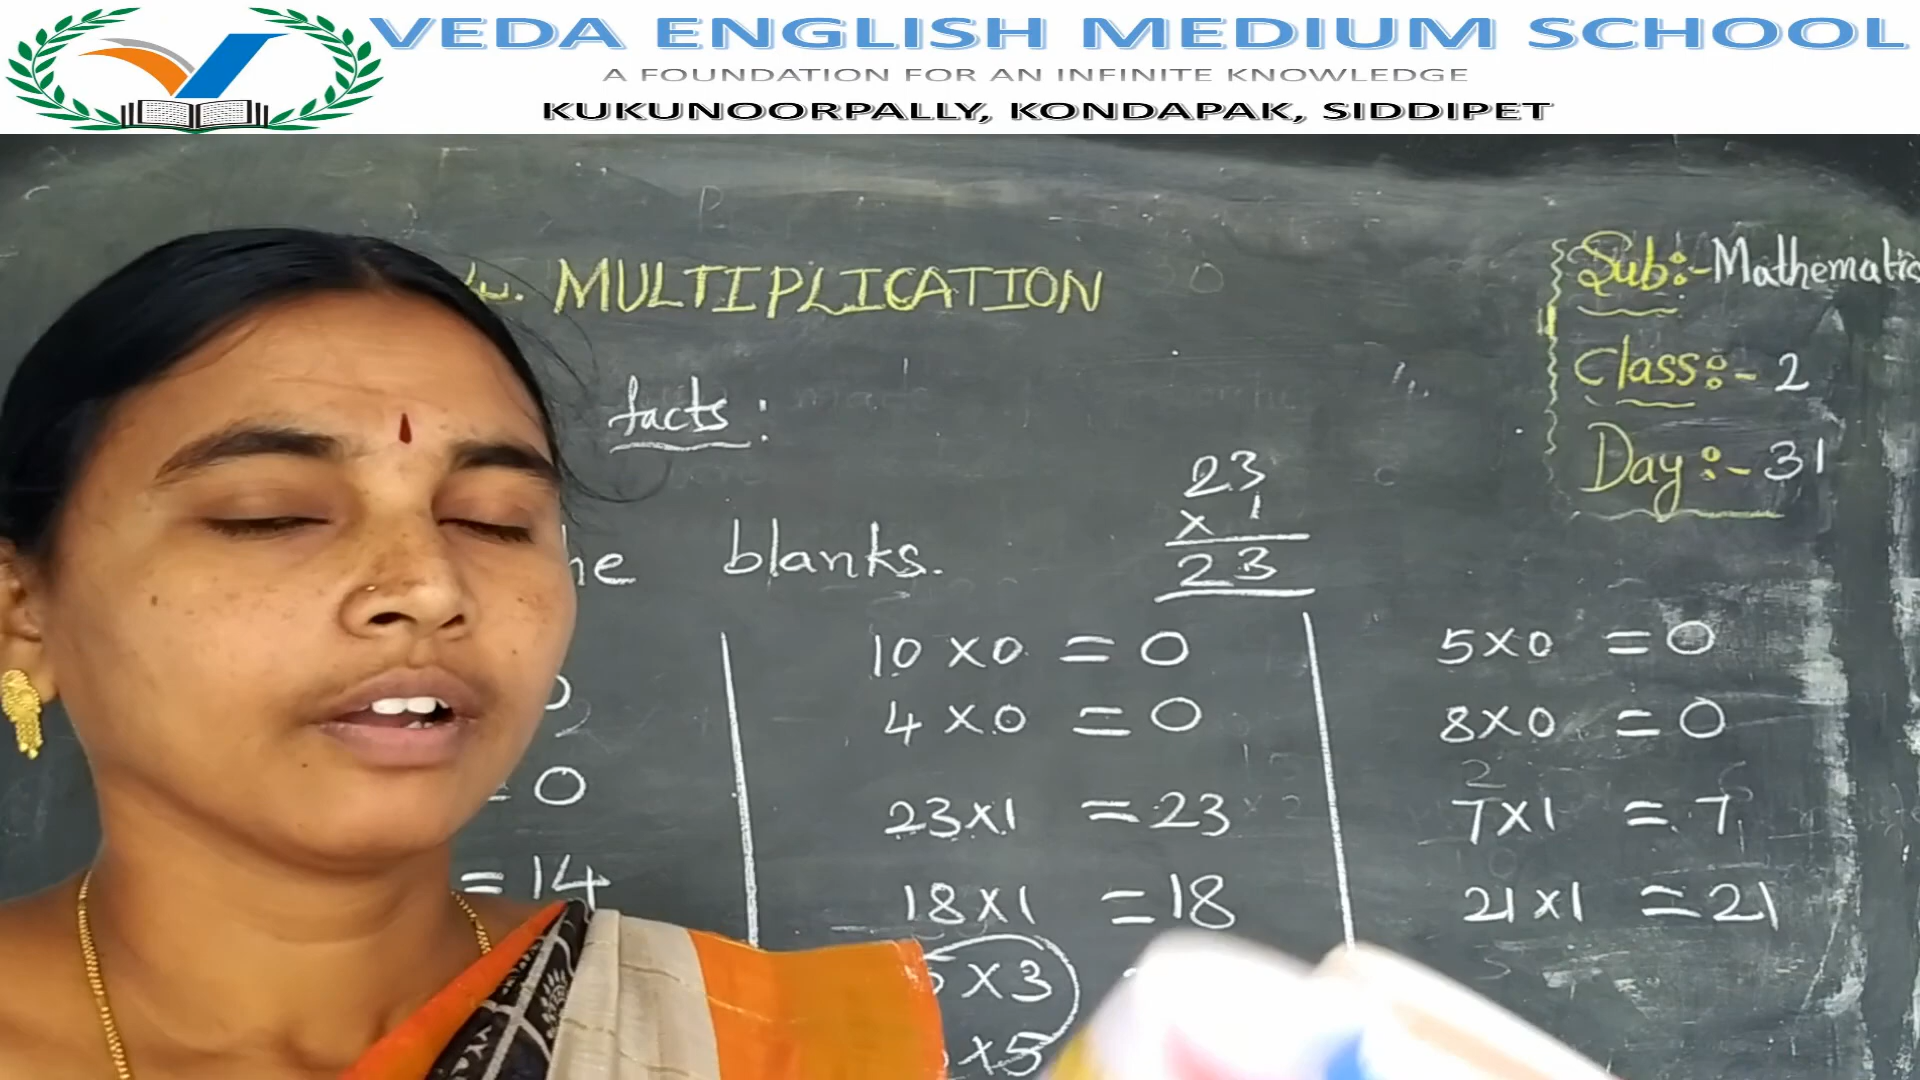 VEDA ENGLISH MEDIUM SCHOOL
A FOUNDATION FOR AN INFINITE KNOWLEDGE
KUKUNOORPALLY, KONDAPAK, SIDDIPET
4. MULTIPLICATION
Sub:- Mathematics
Class:- 2
Day:- 31
facts:
blanks.
23
x 1
23
= 0
= 14
10 x 0 = 0
4 x 0 = 0
23 x 1 = 23
18 x 1 = 18
x 3
x 5
5 x 0 = 0
8 x 0 = 0
7 x 1 = 7
21 x 1 = 21